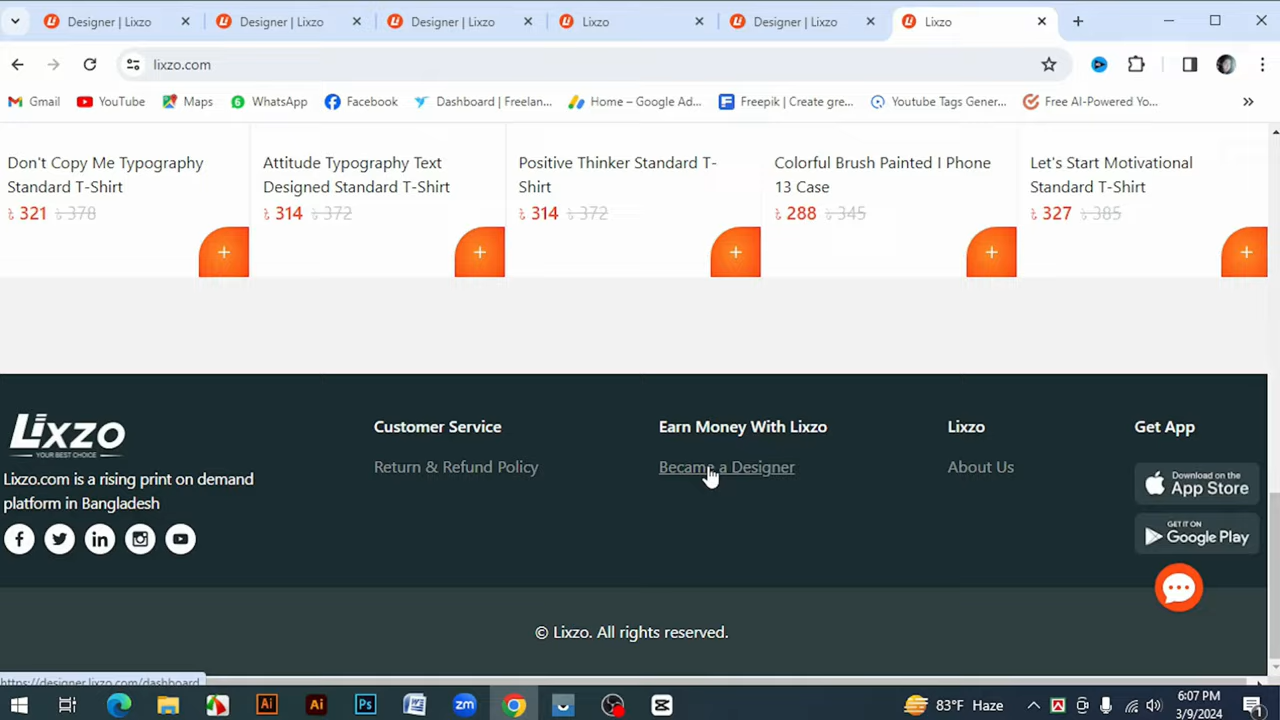 Designer | Lixzo
Designer | Lixzo
Designer | Lixzo
Lixzo
Designer | Lixzo
Lixzo
lixzo.com
Gmail
YouTube
Maps
WhatsApp
Facebook
Dashboard | Freelan...
Home – Google Ad...
Freepik | Create gre...
Youtube Tags Gener...
Free AI-Powered Yo...
Don't Copy Me Typography
Standard T-Shirt
৳ 321 ৳ 378
Attitude Typography Text
Designed Standard T-Shirt
৳ 314 ৳ 372
Positive Thinker Standard T-
Shirt
৳ 314 ৳ 372
Colorful Brush Painted I Phone
13 Case
৳ 288 ৳ 345
Let's Start Motivational
Standard T-Shirt
৳ 327 ৳ 385
+
+
+
+
+
Lixzo
YOUR BEST CHOICE
Lixzo.com is a rising print on demand
platform in Bangladesh
Customer Service
Return & Refund Policy
Earn Money With Lixzo
Became a Designer
Lixzo
About Us
Get App
Download on the
App Store
GET IT ON
Google Play
© Lixzo. All rights reserved.
https://designer.lixzo.com/dashboard
83°F Haze
6:07 PM
3/9/2024